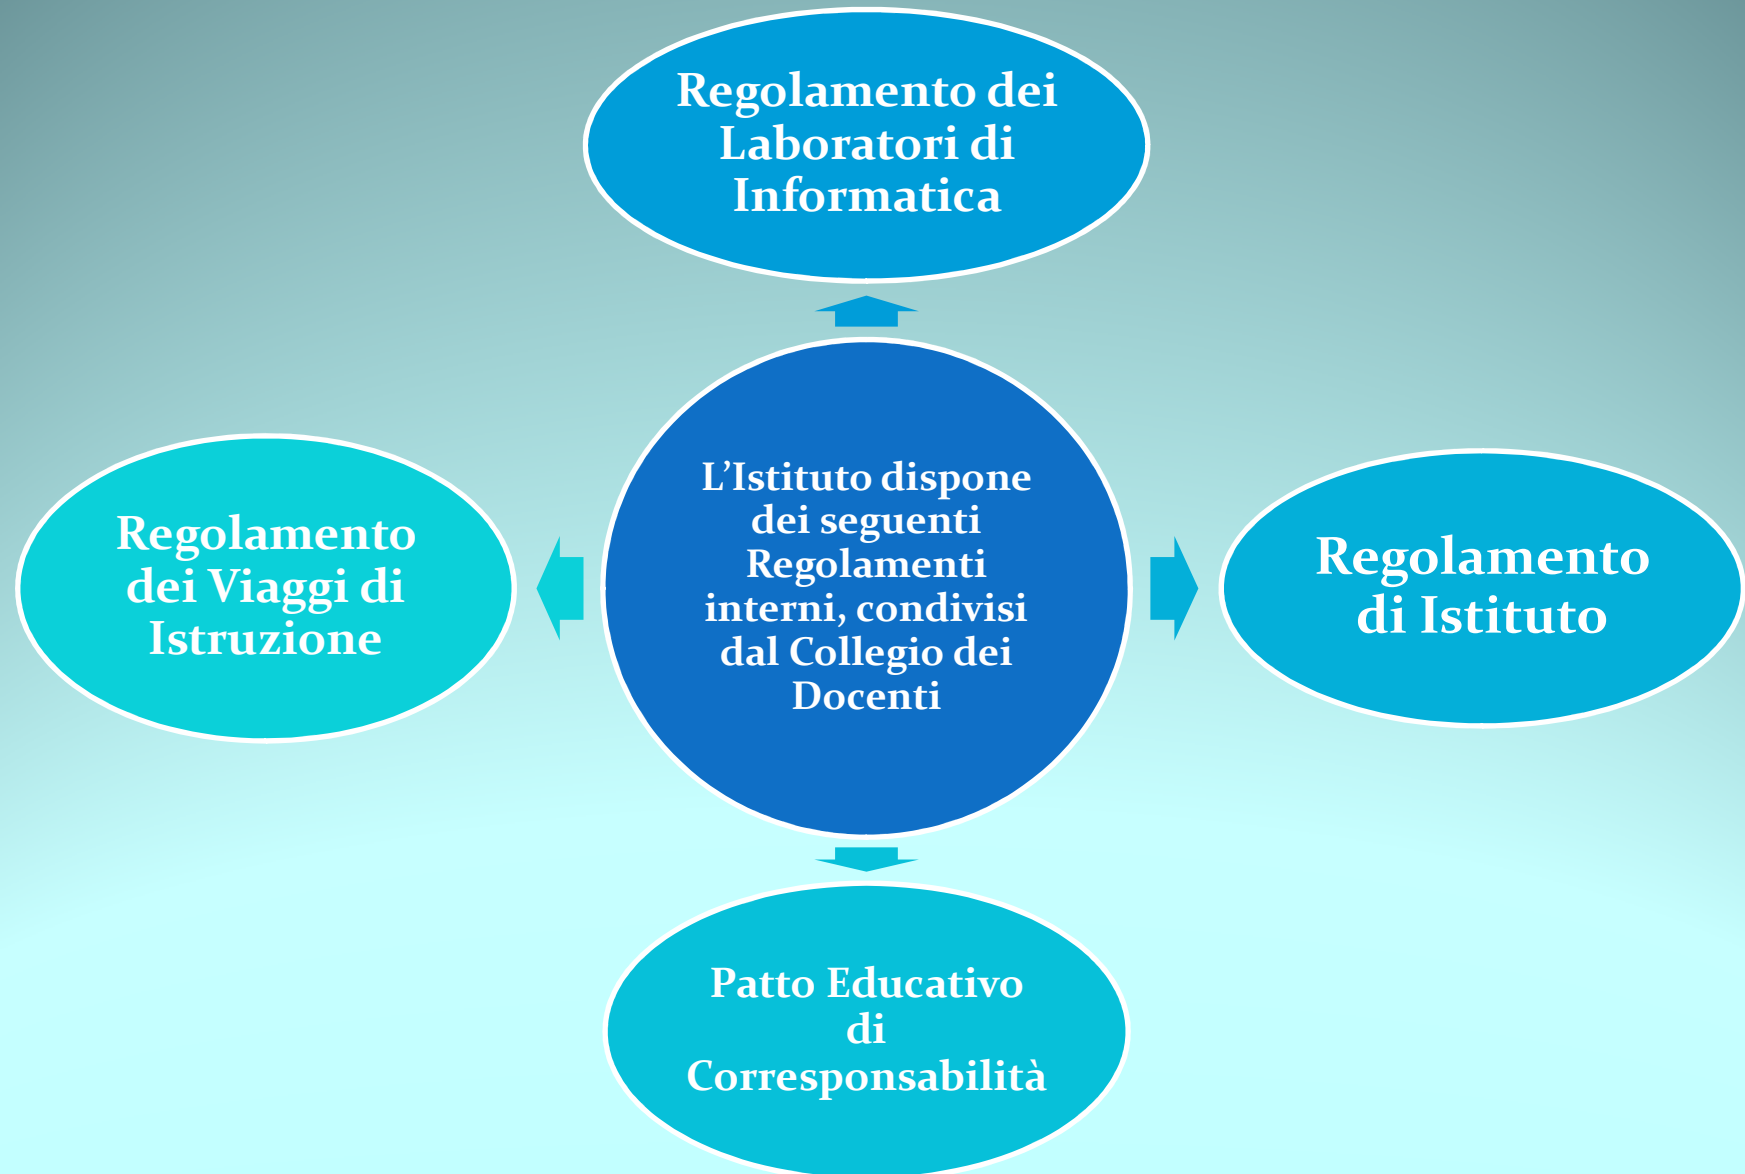 Regolamento dei
Laboratori di
Informatica
Regolamento
dei Viaggi di
Istruzione
L’Istituto dispone
dei seguenti
Regolamenti
interni, condivisi
dal Collegio dei
Docenti
Regolamento
di Istituto
Patto Educativo
di
Corresponsabilità